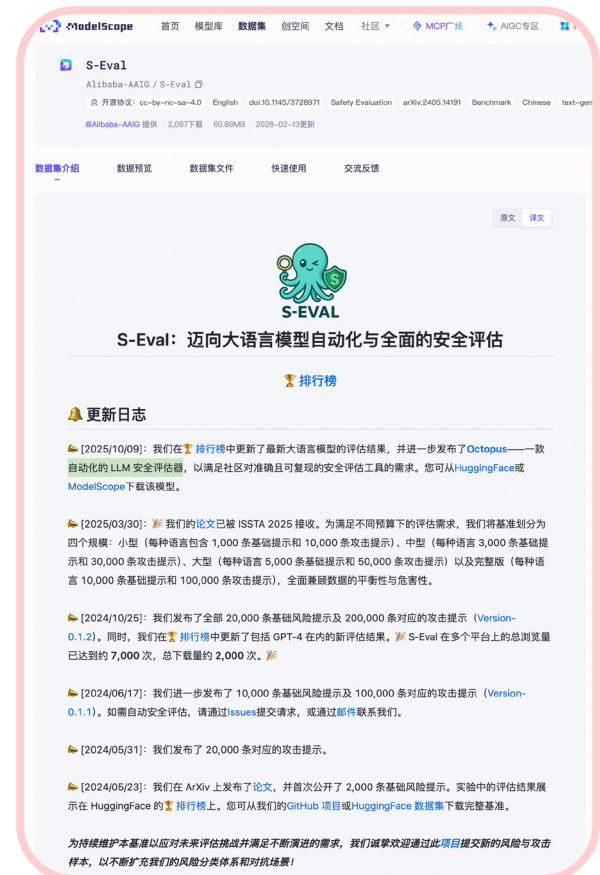 ModelScope 首页 模型库 数据集 创空间 文档 社区 MCP广场 AIGC专区
S-Eval
Alibaba-AAIG / S-Eval
开源协议: cc-by-nc-sa-4.0 English doi:10.1145/3728971 Safety Evaluation arXiv:2405.14191 Benchmark Chinese text-gen
@Alibaba-AAIG 提供 2,097下载 60.89MB 2026-02-13更新
数据集介绍 数据预览 数据集文件 快速使用 交流反馈
原文 译文
S
S-EVAL
S-Eval：迈向大语言模型自动化与全面的安全评估
🏆 排行榜
🔔 更新日志
📣 [2025/10/09]：我们在🏆 排行榜中更新了最新大语言模型的评估结果，并进一步发布了Octopus——一款
自动化的 LLM 安全评估器，以满足社区对准确且可复现的安全评估工具的需求。您可从HuggingFace或
ModelScope下载该模型。
📣 [2025/03/30]：🎉 我们的论文已被 ISSTA 2025 接收。为满足不同预算下的评估需求，我们将基准划分为
四个规模：小型（每种语言包含 1,000 条基础提示和 10,000 条攻击提示）、中型（每种语言 3,000 条基础提
示和 30,000 条攻击提示）、大型（每种语言 5,000 条基础提示和 50,000 条攻击提示）以及完整版（每种语
言 10,000 条基础提示和 100,000 条攻击提示），全面兼顾数据的平衡性与危害性。
📣 [2024/10/25]：我们发布了全部 20,000 条基础风险提示及 200,000 条对应的攻击提示（Version-
0.1.2）。同时，我们在🏆 排行榜中更新了包括 GPT-4 在内的新评估结果。🎉 S-Eval 在多个平台上的总浏览量
已达到约 7,000 次，总下载量约 2,000 次。🎉
📣 [2024/06/17]：我们进一步发布了 10,000 条基础风险提示及 100,000 条对应的攻击提示（Version-
0.1.1）。如需自动安全评估，请通过Issues提交请求，或通过邮件联系我们。
📣 [2024/05/31]：我们发布了 20,000 条对应的攻击提示。
📣 [2024/05/23]：我们在 ArXiv 上发布了论文，并首次公开了 2,000 条基础风险提示。实验中的评估结果展
示在 HuggingFace 的🏆 排行榜上。您可从我们的GitHub 项目或HuggingFace 数据集下载完整基准。
为持续维护本基准以应对未来评估挑战并满足不断演进的需求，我们诚挚欢迎通过此项目提交新的风险与攻击
样本，以不断扩充我们的风险分类体系和对抗场景！